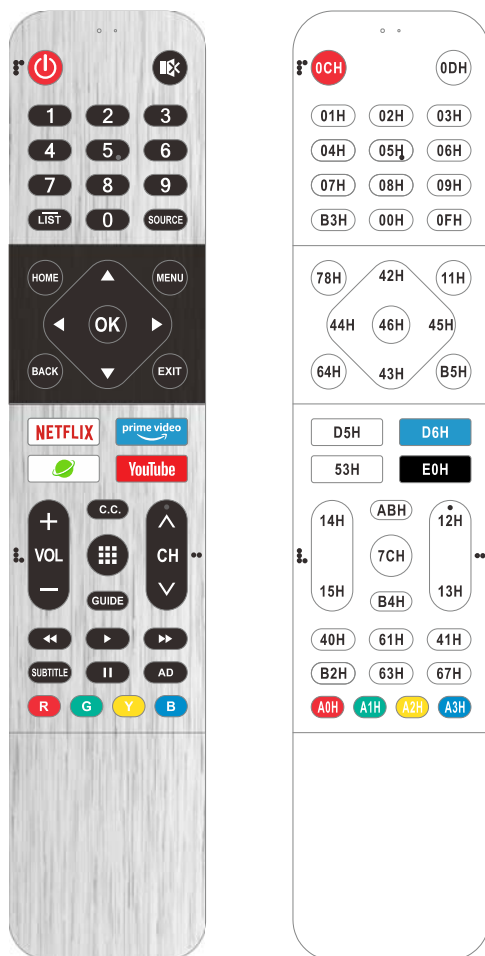 1 2 3
4 5 6
7 8 9
LIST 0 SOURCE
HOME MENU
OK
BACK EXIT
NETFLIX prime video
YouTube
C.C.
VOL CH
GUIDE
SUBTITLE AD
R G Y B
0CH 0DH
01H 02H 03H
04H 05H 06H
07H 08H 09H
B3H 00H 0FH
78H 42H 11H
44H 46H 45H
64H 43H B5H
D5H D6H
53H E0H
14H ABH 12H
7CH
15H B4H 13H
40H 61H 41H
B2H 63H 67H
A0H A1H A2H A3H